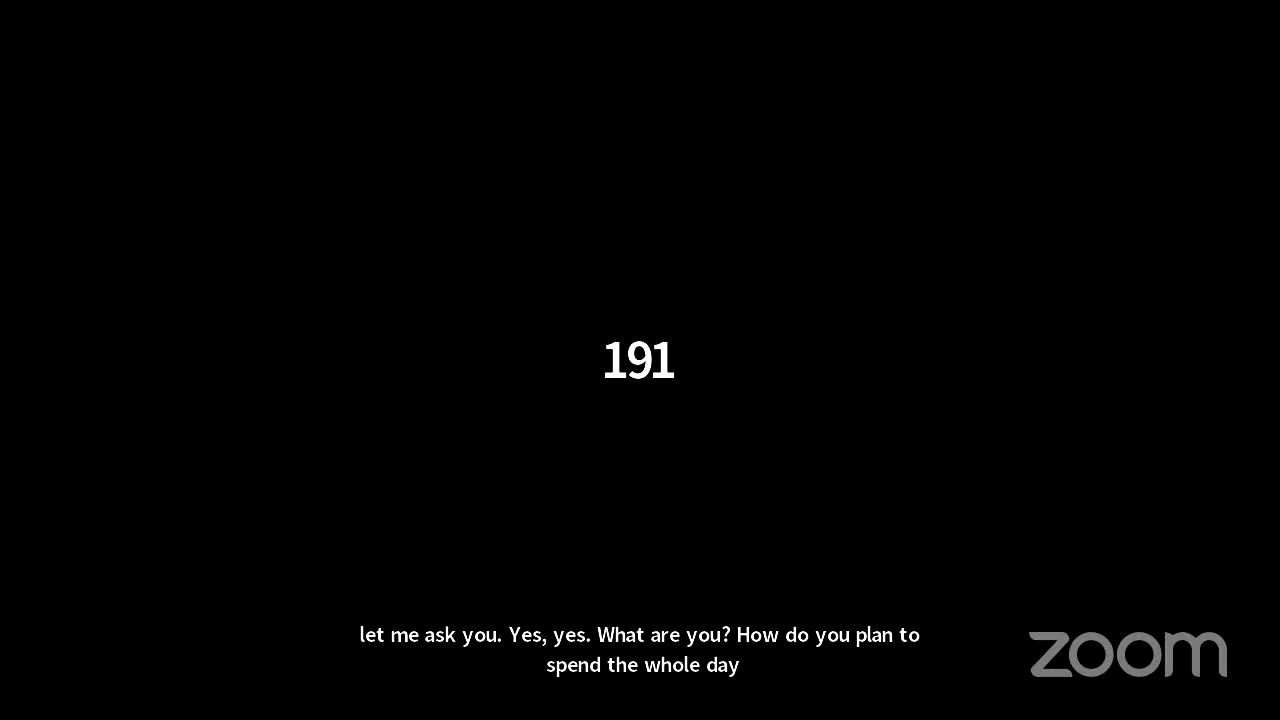 191
let me ask you. Yes, yes. What are you? How do you plan to
spend the whole day
zoom